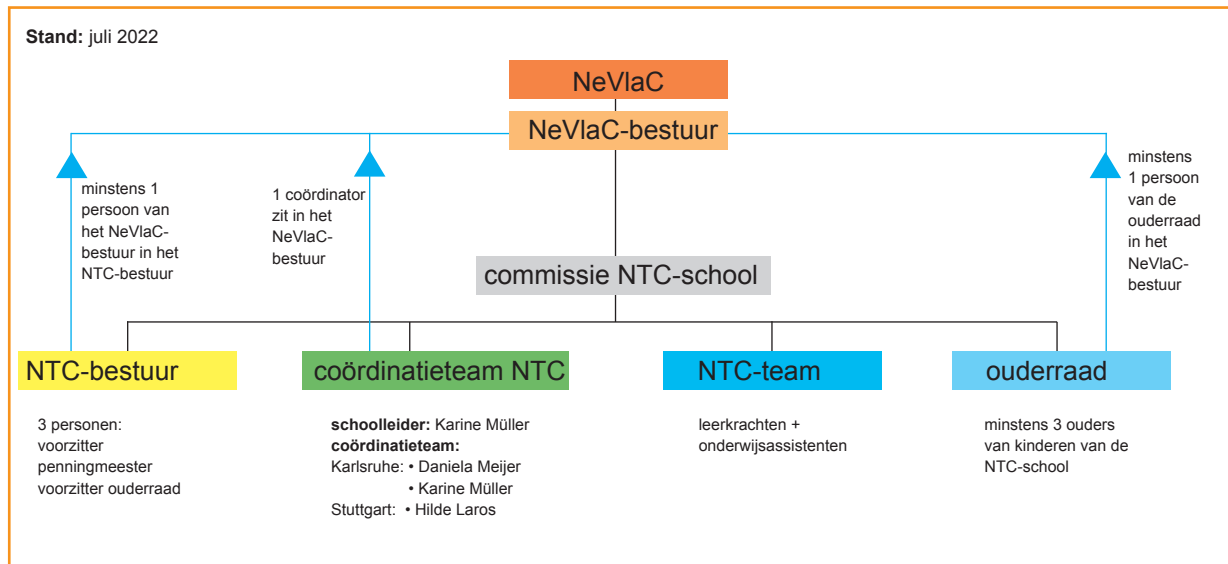 Stand: juli 2022
NeVlaC
NeVlaC-bestuur
minstens 1
persoon van
het NeVlaC-
bestuur in het
NTC-bestuur
1 coördinator
zit in het
NeVlaC-
bestuur
minstens
1 persoon
van de
ouderraad
in het
NeVlaC-
bestuur
commissie NTC-school
NTC-bestuur
coördinatieteam NTC
NTC-team
ouderraad
3 personen:
voorzitter
penningmeester
voorzitter ouderraad
schoolleider: Karine Müller
coördinatieteam:
Karlsruhe: • Daniela Meijer
• Karine Müller
Stuttgart: • Hilde Laros
leerkrachten +
onderwijsassistenten
minstens 3 ouders
van kinderen van de
NTC-school